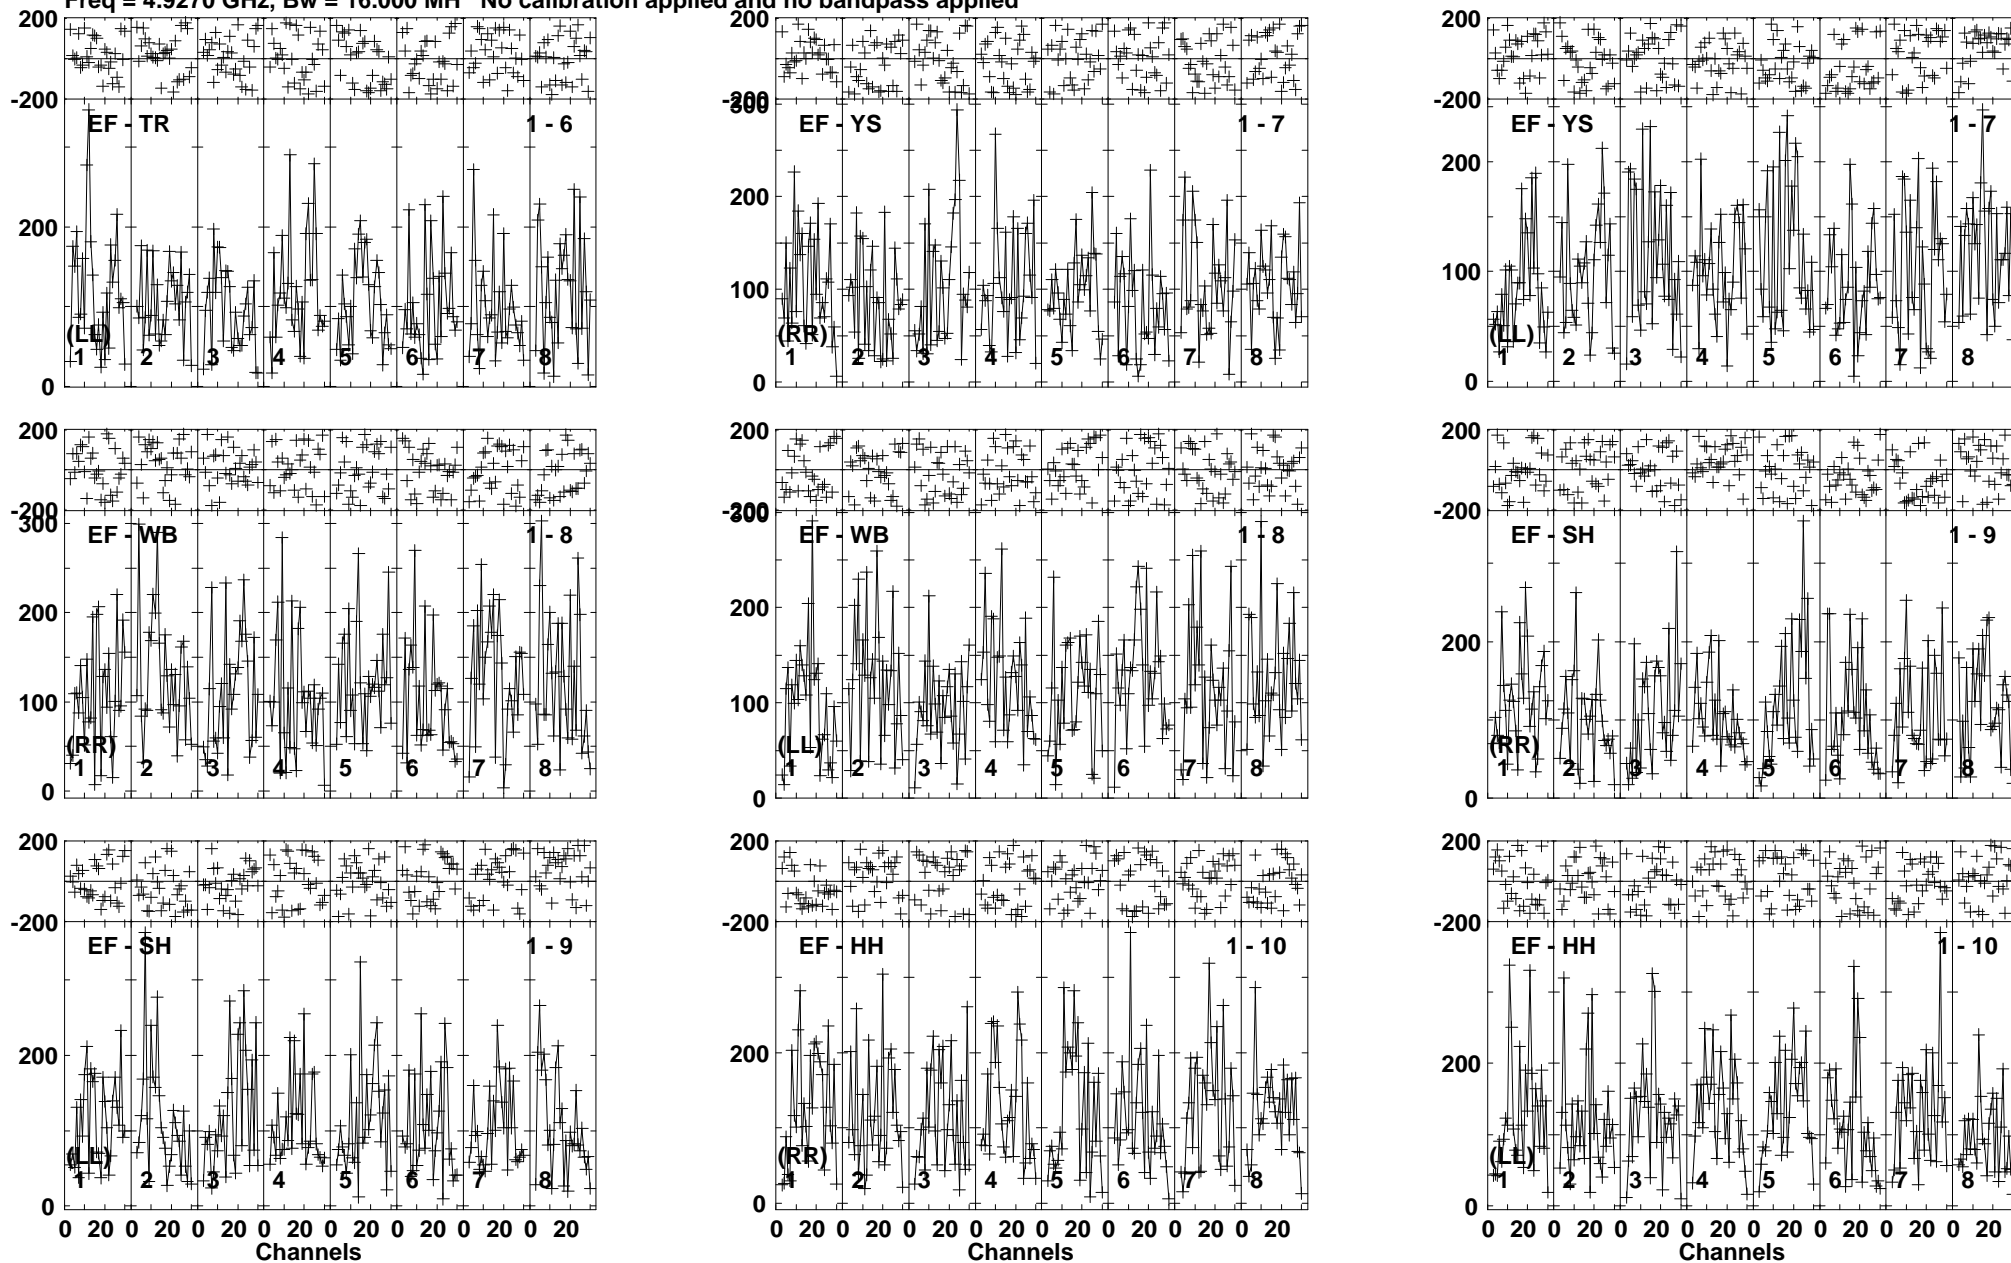 Freq = 4.9270 GHz, Bw = 16.000 MH No calibration applied and no bandpass applied
200 200 200
-200 -200 -200
300
EF - TR 1 - 6 EF - YS 1 - 7 EF - YS 1 - 7
200 200 200
100 100
(LL) (RR) (LL)
1 2 3 4 5 6 7 8 1 2 3 4 5 6 7 8 1 2 3 4 5 6 7 8
0 0 0
200 200 200
-200 -200 -200
300 300
EF - WB 1 - 8 EF - WB 1 - 8 EF - SH 1 - 9
200 200 200
100 100
(RR) (LL) (RR)
1 2 3 4 5 6 7 8 1 2 3 4 5 6 7 8 1 2 3 4 5 6 7 8
0 0 0
200 200 200
-200 -200 -200
EF - SH 1 - 9 EF - HH 1 - 10 EF - HH 1 - 10
200 200 200
(LL) (RR) (LL)
1 2 3 4 5 6 7 8 1 2 3 4 5 6 7 8 1 2 3 4 5 6 7 8
0 0 0
0 20 0 20 0 20 0 20 0 20 0 20 0 20 0 20 0 20 0 20 0 20 0 20 0 20 0 20 0 20 0 20 0 20 0 20 0 20 0 20 0 20 0 20 0 20 0 20
Channels Channels Channels